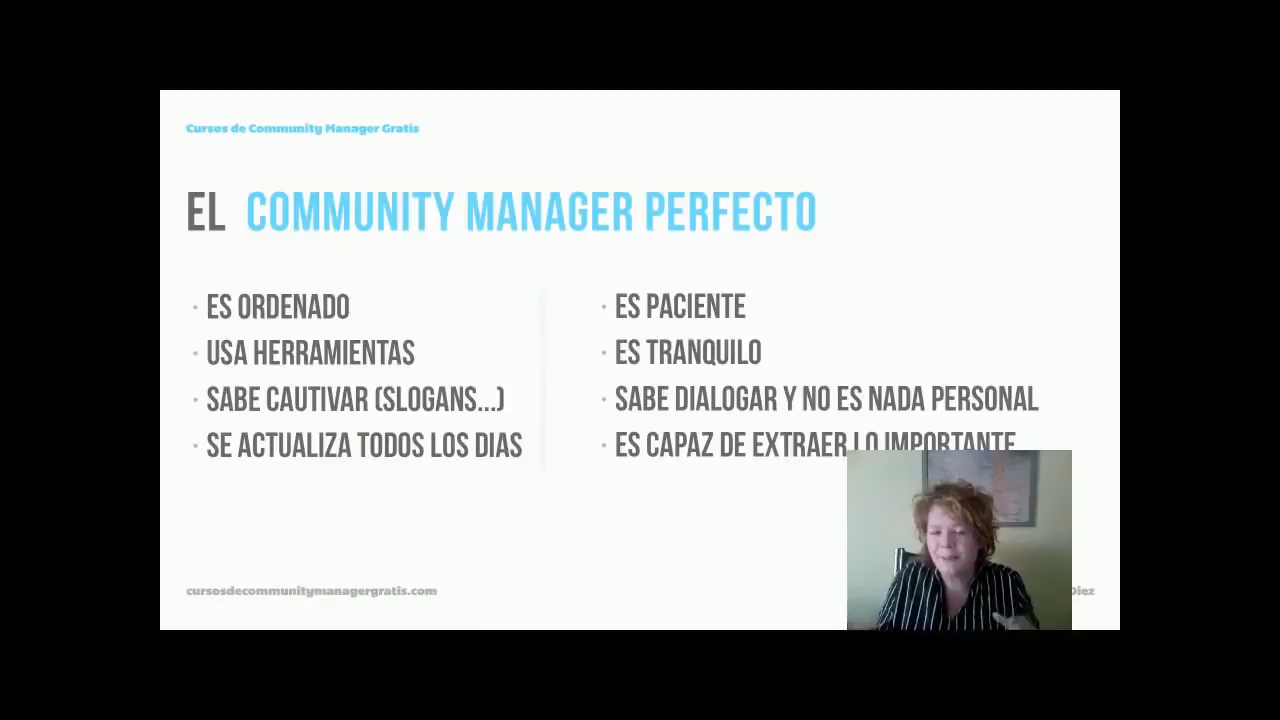 Cursos de Community Manager Gratis
EL COMMUNITY MANAGER PERFECTO
· ES ORDENADO
· USA HERRAMIENTAS
· SABE CAUTIVAR (SLOGANS...)
· SE ACTUALIZA TODOS LOS DIAS
· ES PACIENTE
· ES TRANQUILO
· SABE DIALOGAR Y NO ES NADA PERSONAL
· ES CAPAZ DE EXTRAER LO IMPORTANTE
cursosdecommunitymanagergratis.com
Diez